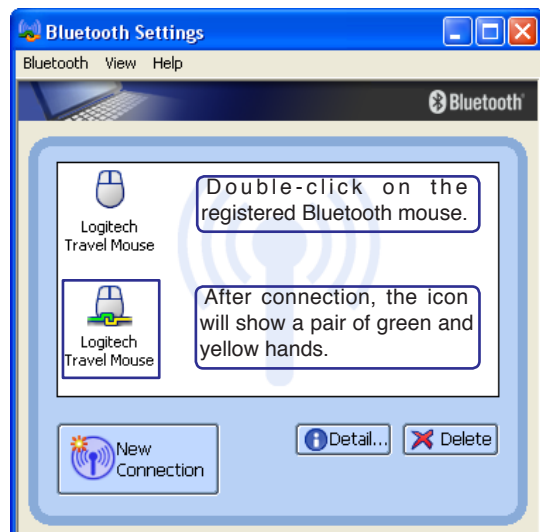 Bluetooth Settings
Bluetooth View Help
Bluetooth
Logitech
Travel Mouse
Double-click on the
registered Bluetooth mouse.
Logitech
Travel Mouse
After connection, the icon
will show a pair of green and
yellow hands.
New
Connection
Detail...
Delete